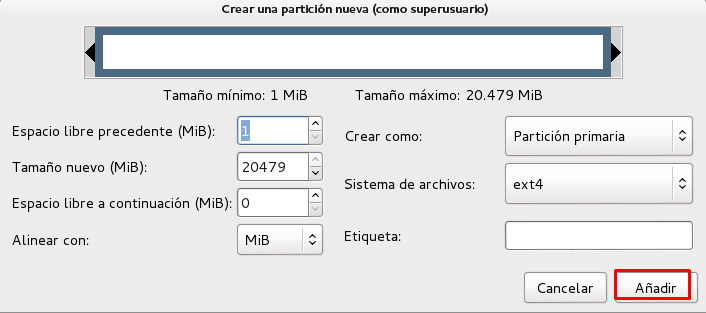 Crear una partición nueva (como superusuario)
Tamaño mínimo: 1 MiB Tamaño máximo: 20.479 MiB
Espacio libre precedente (MiB): 1
Crear como: Partición primaria
Tamaño nuevo (MiB): 20479
Sistema de archivos: ext4
Espacio libre a continuación (MiB): 0
Alinear con: MiB
Etiqueta:
Cancelar Añadir